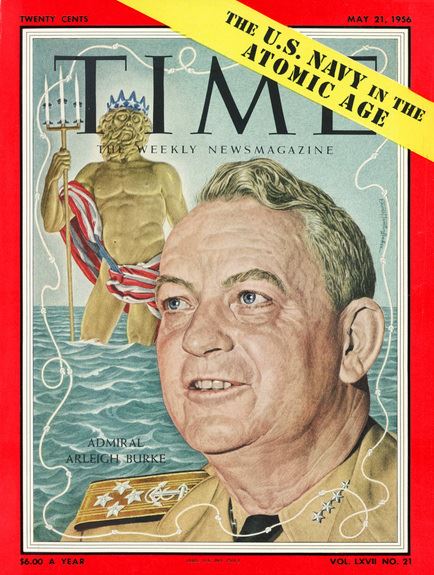 TWENTY CENTS
MAY 21, 1956
THE U.S. NAVY IN THE
ATOMIC AGE
TIME
THE WEEKLY NEWSMAGAZINE
ADMIRAL
ARLEIGH BURKE
$6.00 A YEAR
VOL. LXVII NO. 21